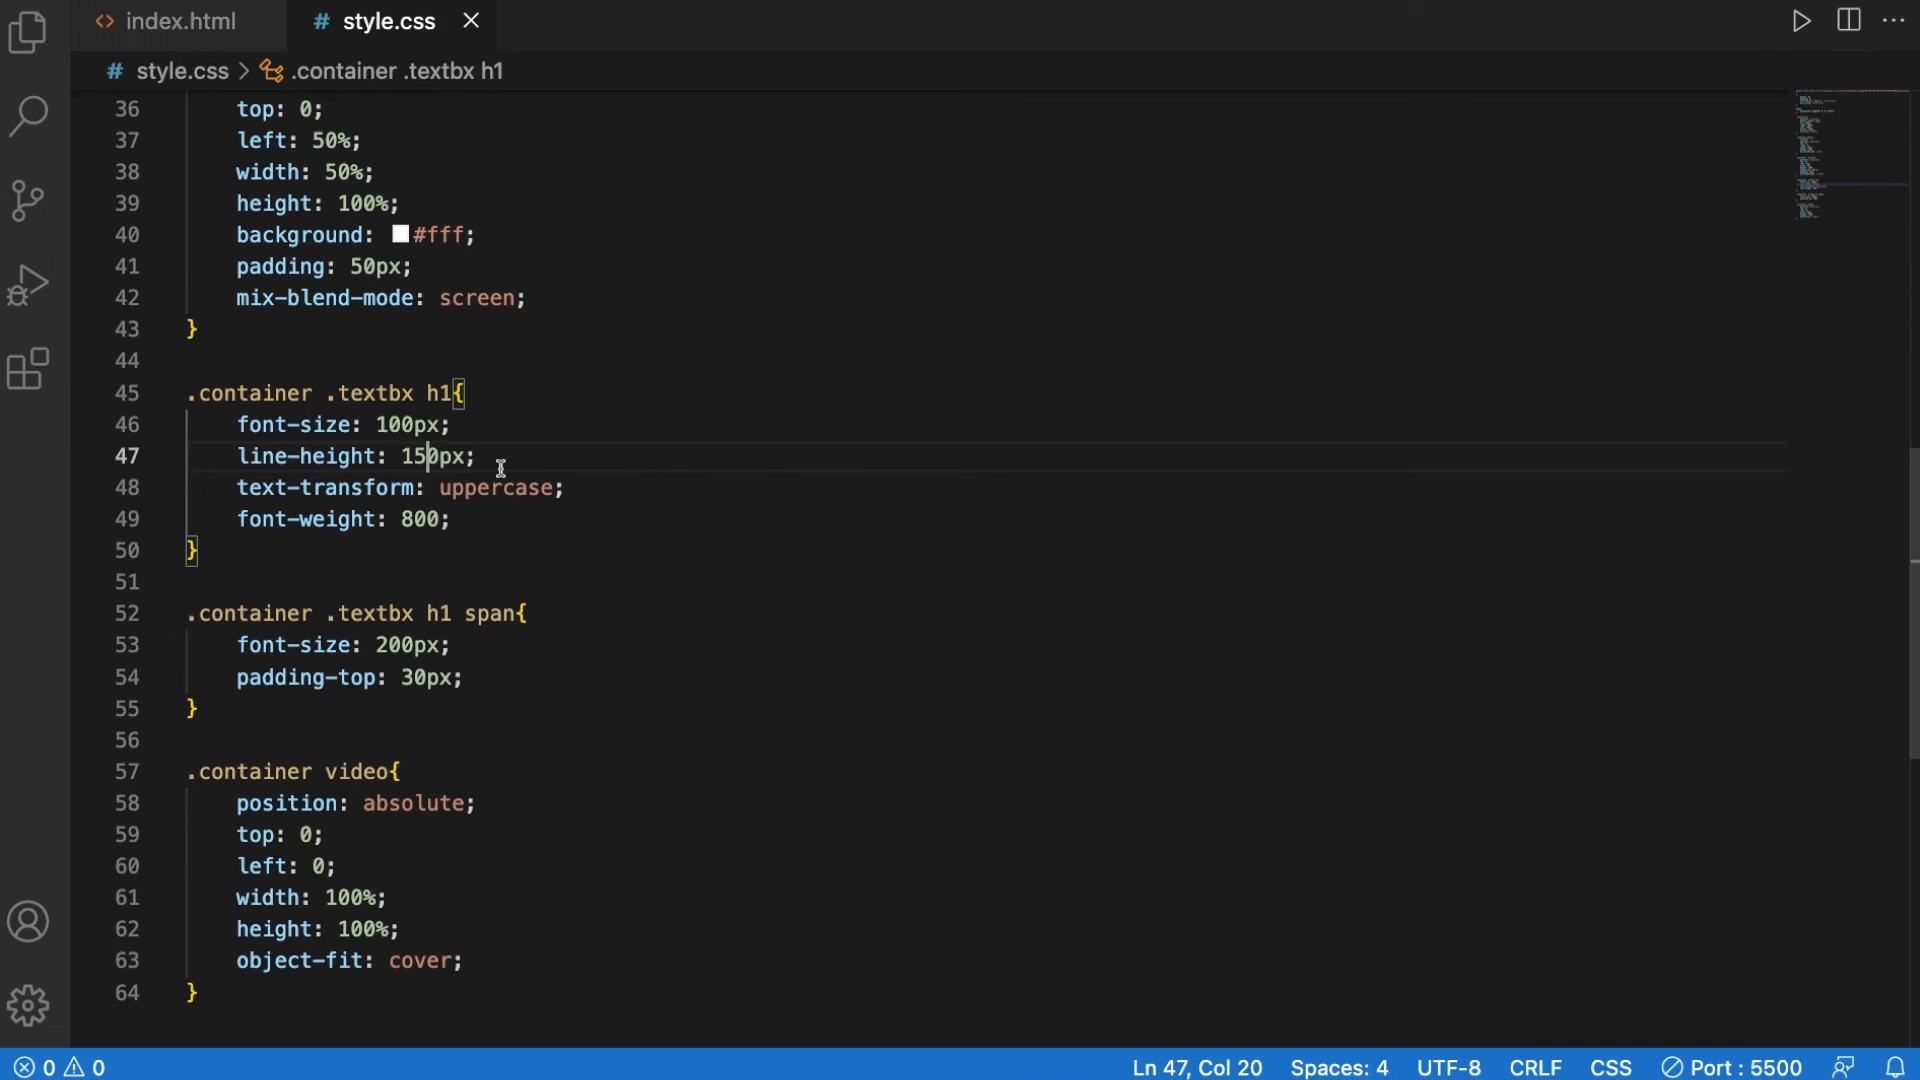 index.html
style.css
style.css > .container .textbx h1
36 top: 0;
37 left: 50%;
38 width: 50%;
39 height: 100%;
40 background: #fff;
41 padding: 50px;
42 mix-blend-mode: screen;
43 }
44
45 .container .textbx h1{
46 font-size: 100px;
47 line-height: 150px;
48 text-transform: uppercase;
49 font-weight: 800;
50 }
51
52 .container .textbx h1 span{
53 font-size: 200px;
54 padding-top: 30px;
55 }
56
57 .container video{
58 position: absolute;
59 top: 0;
60 left: 0;
61 width: 100%;
62 height: 100%;
63 object-fit: cover;
64 }
0 0 Ln 47, Col 20 Spaces: 4 UTF-8 CRLF CSS Port : 5500